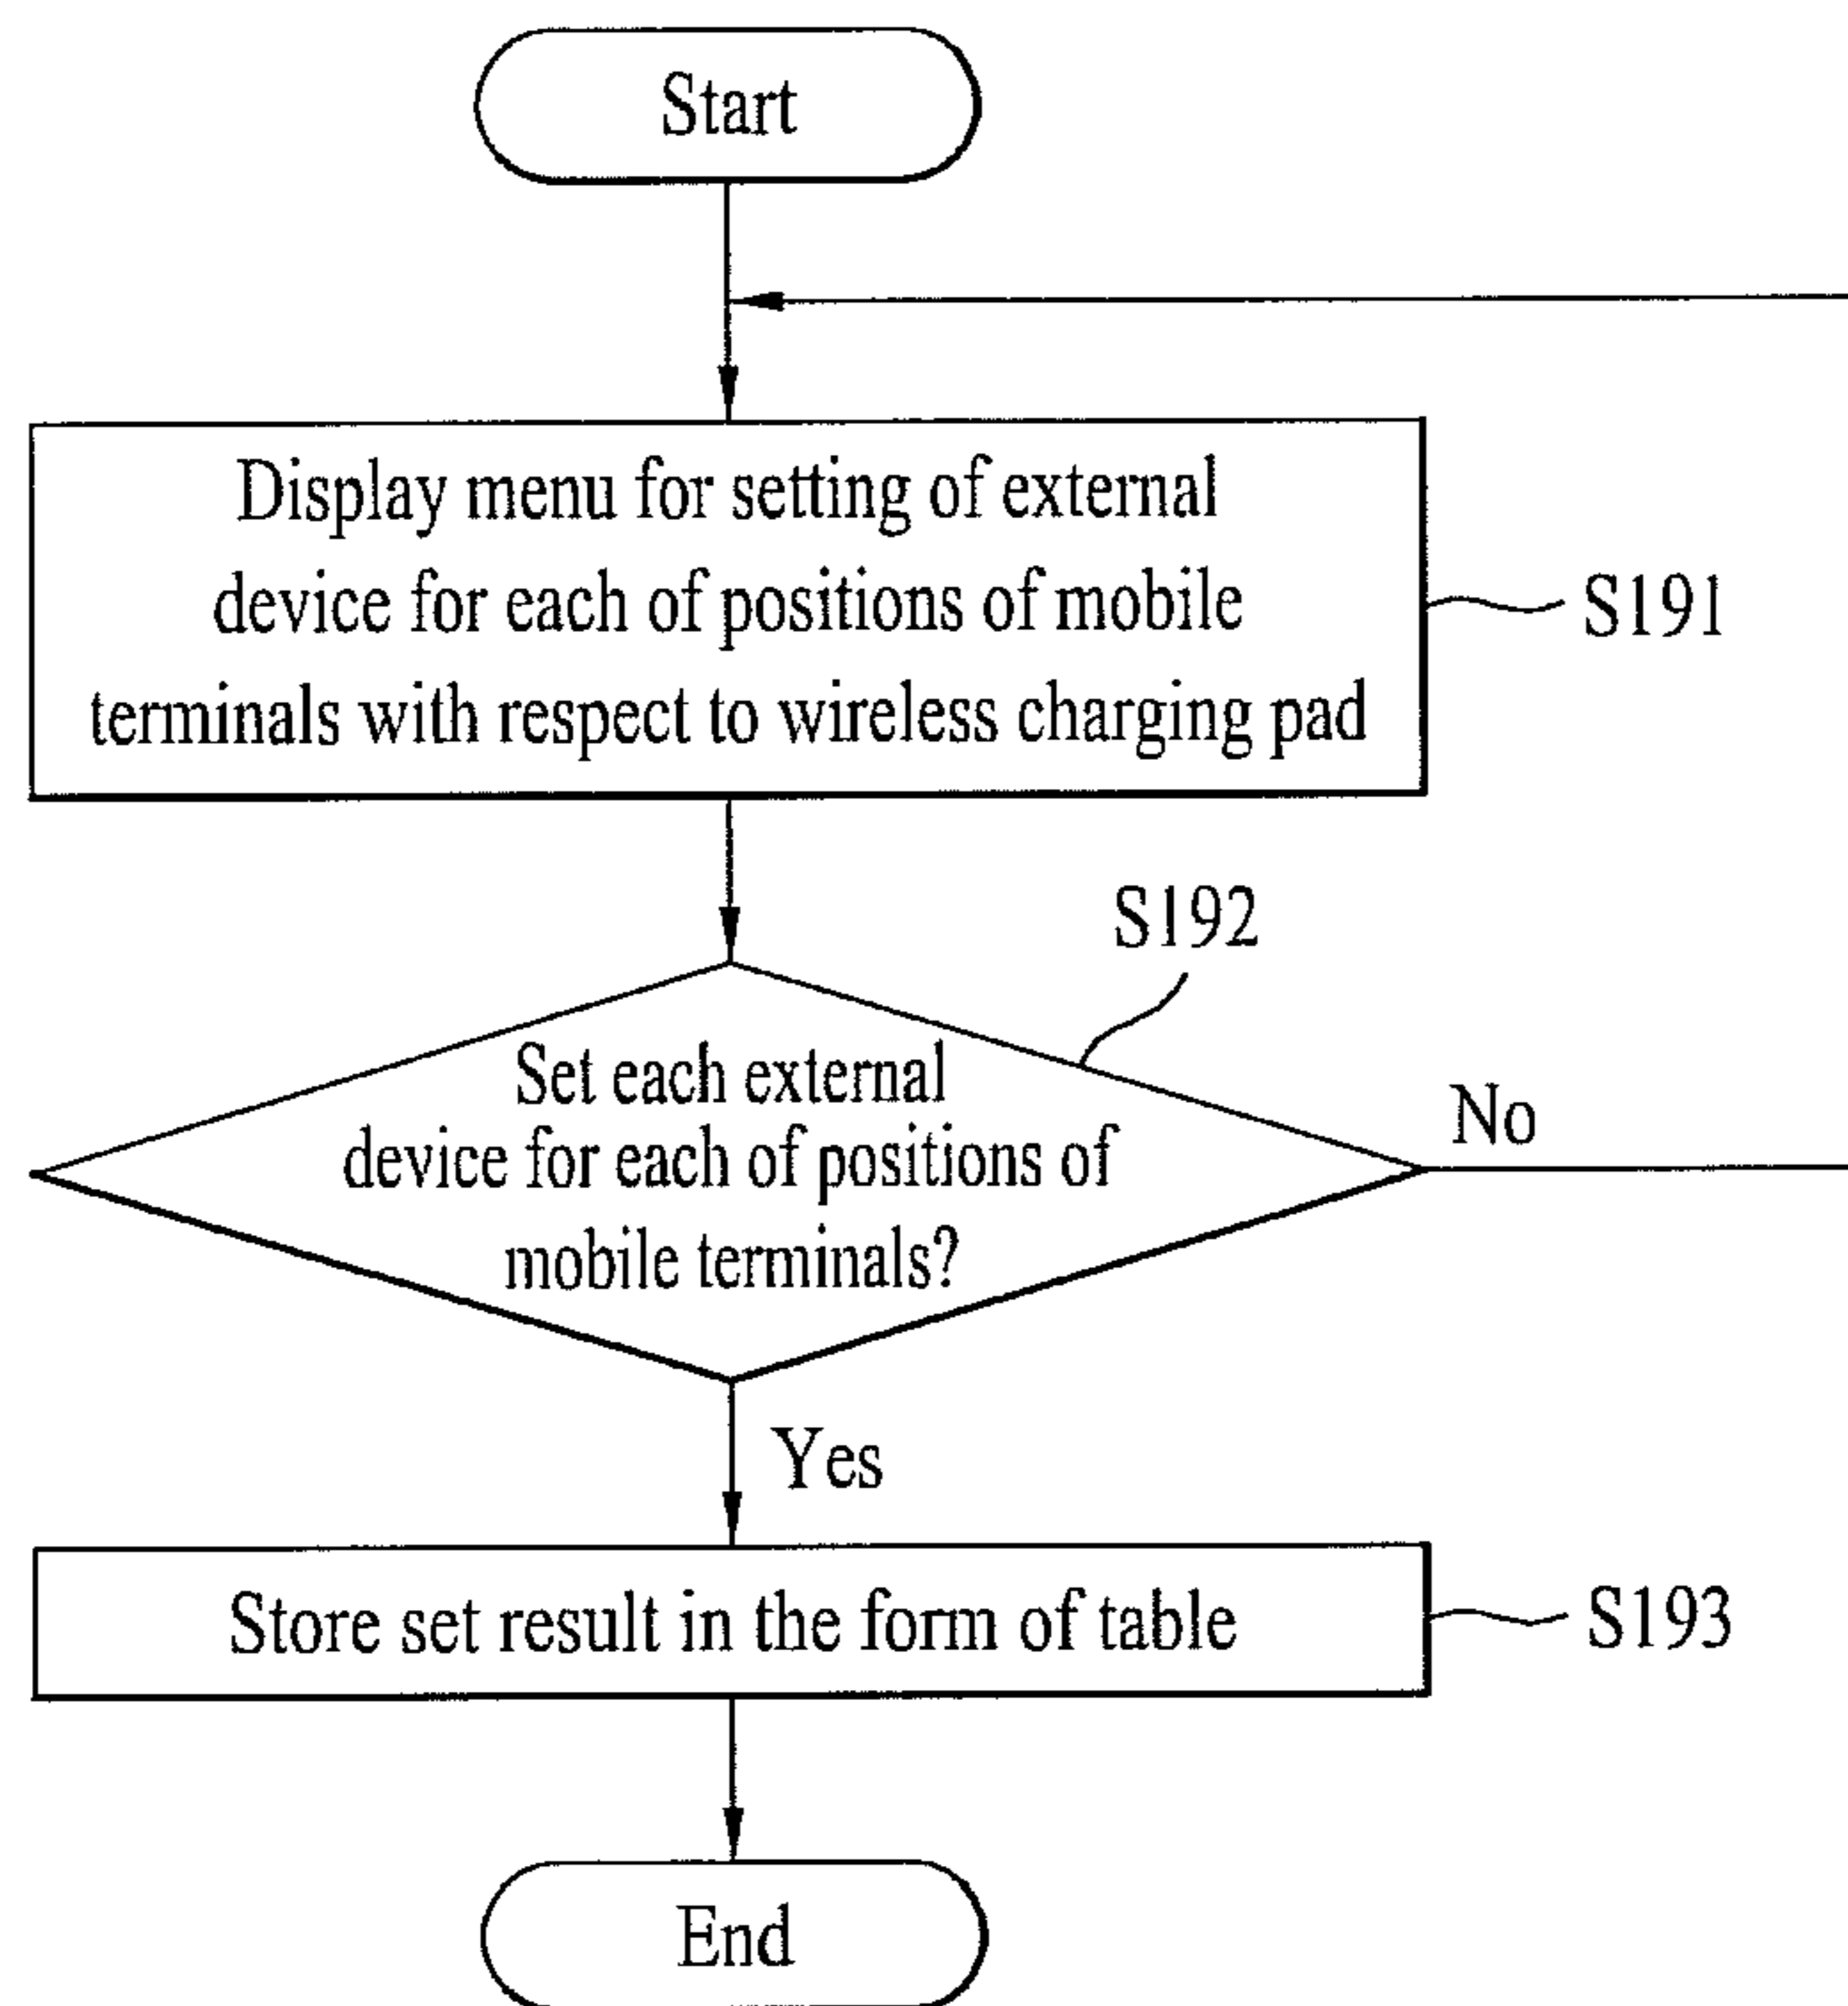 Start
Display menu for setting of external
device for each of positions of mobile
terminals with respect to wireless charging pad
S191
S192
Set each external
device for each of positions of
mobile terminals?
No
Yes
Store set result in the form of table
S193
End